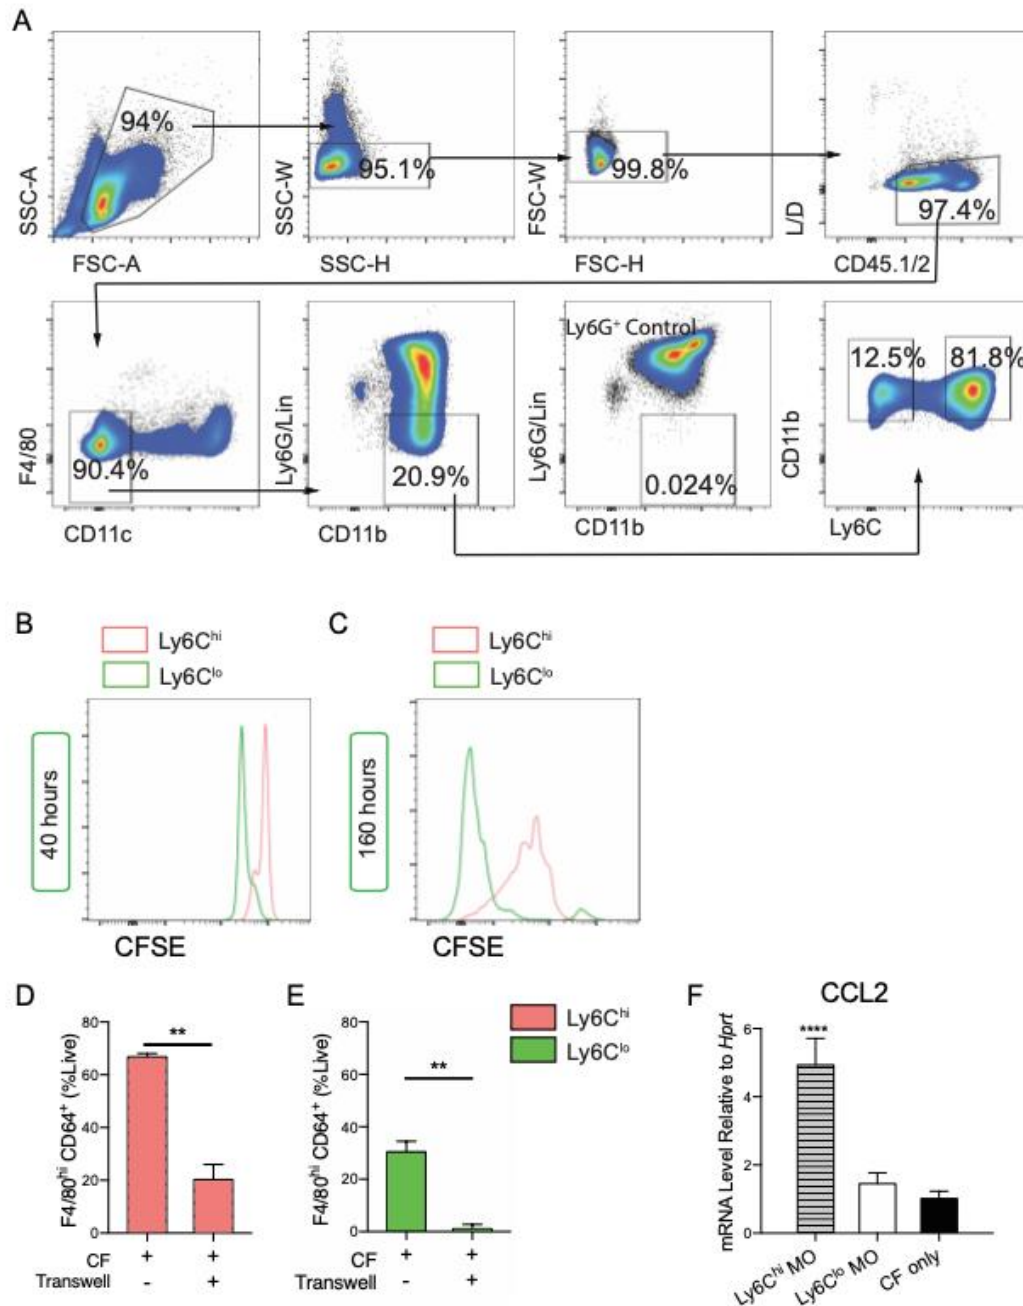 A
94%
95.1%
99.8%
97.4%
SSC-A
SSC-W
FSC-W
L/D
FSC-A
SSC-H
FSC-H
CD45.1/2
90.4%
20.9%
Ly6G⁺ Control
0.024%
12.5%
81.8%
F4/80
Ly6G/Lin
Ly6G/Lin
CD11b
CD11c
CD11b
CD11b
Ly6C
B
Ly6Cʰⁱ
Ly6Cˡᵒ
40 hours
CFSE
C
Ly6Cʰⁱ
Ly6Cˡᵒ
160 hours
CFSE
D
F4/80ʰⁱ CD64⁺ (%Live)
80
60
40
20
0
**
CF + +
Transwell - +
E
F4/80ʰⁱ CD64⁺ (%Live)
80
60
40
20
0
**
CF + +
Transwell - +
Ly6Cʰⁱ
Ly6Cˡᵒ
F
CCL2
mRNA Level Relative to Hprt
6
4
2
0
****
Ly6Cʰⁱ MO
Ly6Cˡᵒ MO
CF only